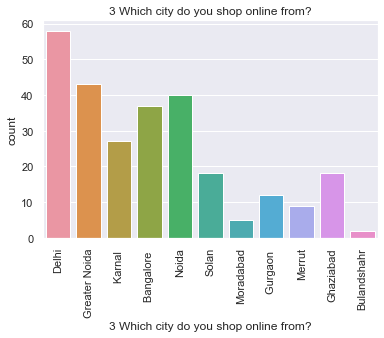 3 Which city do you shop online from?
60
50
40
30
20
10
0
count
Delhi
Greater Noida
Karnal
Bangalore
Noida
Solan
Moradabad
Gurgaon
Merrut
Ghaziabad
Bulandshahr
3 Which city do you shop online from?